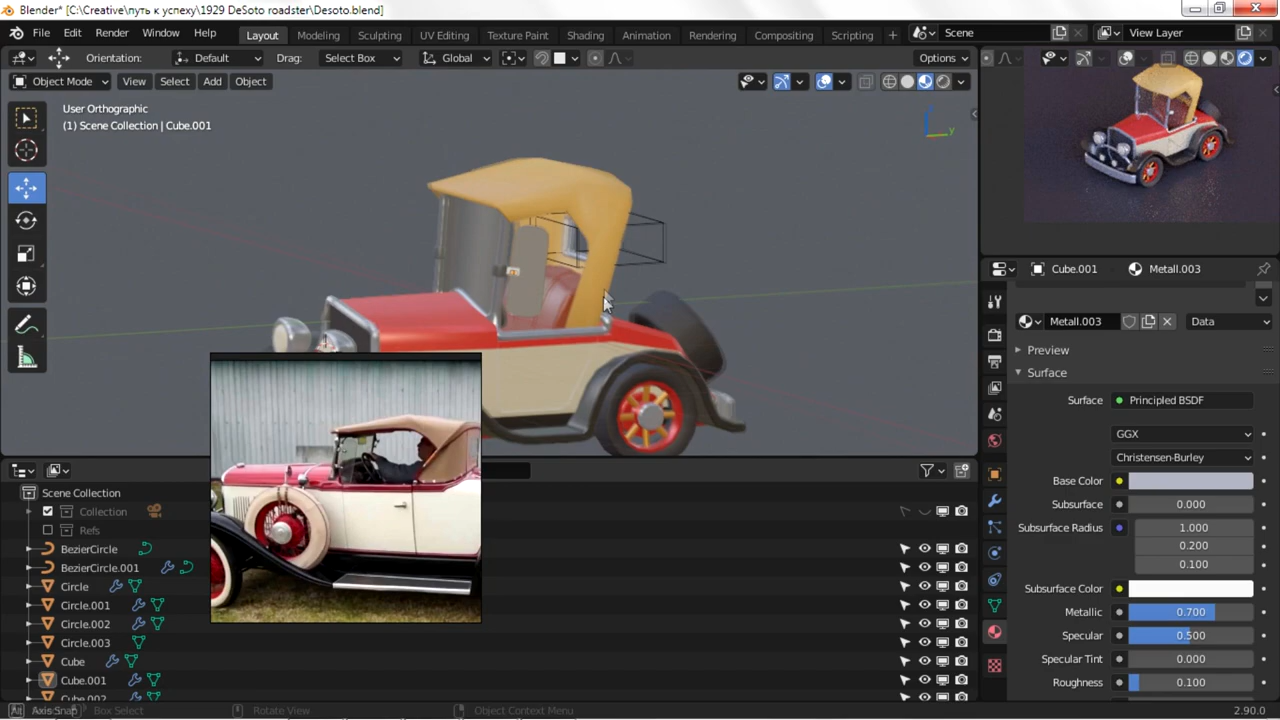 Blender* [C:\Creative\путь к успеху\1929 DeSoto roadster\Desoto.blend]
File Edit Render Window Help Layout Modeling Sculpting UV Editing Texture Paint Shading Animation Rendering Compositing Scripting + Scene View Layer
Orientation: Default Drag: Select Box Global Options
Object Mode View Select Add Object
User Orthographic
(1) Scene Collection | Cube.001
y
Cube.001 Metall.003
Metall.003 Data
Preview
Surface
Surface Principled BSDF
GGX
Christensen-Burley
Base Color
Subsurface 0.000
Subsurface Radius 1.000
0.200
0.100
Subsurface Color
Metallic 0.700
Specular 0.500
Specular Tint 0.000
Roughness 0.100
Scene Collection
Collection
Refs
BezierCircle
BezierCircle.001
Circle
Circle.001
Circle.002
Circle.003
Cube
Cube.001
Cube.002
Alt Axis Snap Box Select Rotate View Object Context Menu 2.90.0